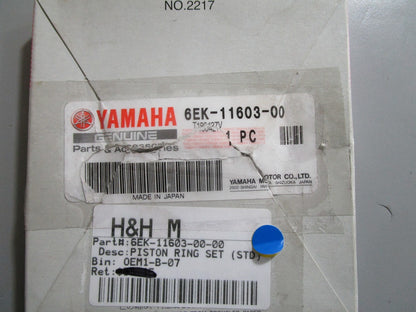 NO.2217
YAMAHA
6EK-11603-00
GENUINE
1 PC
Parts & Accessories
YAMAHA MOTOR CO., LTD.
MADE IN JAPAN
H&H M
Part#: 6EK-11603-00-00
Desc: PISTON RING SET (STD)
Bin: OEM1-B-07
Ret: